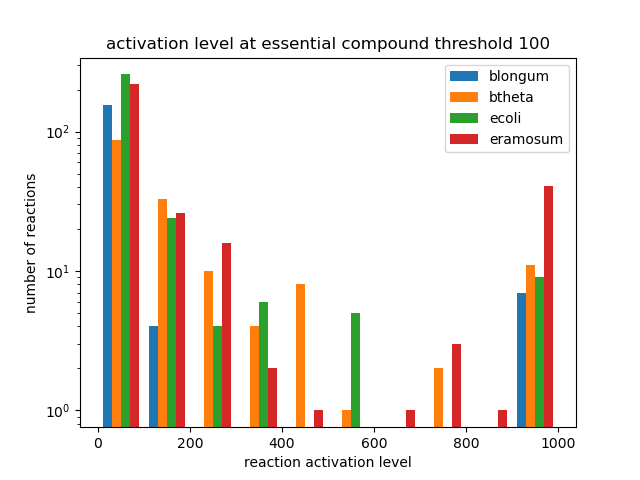 activation level at essential compound threshold 100
blongum
btheta
ecoli
eramosum
number of reactions
10²
10¹
10⁰
0 200 400 600 800 1000
reaction activation level